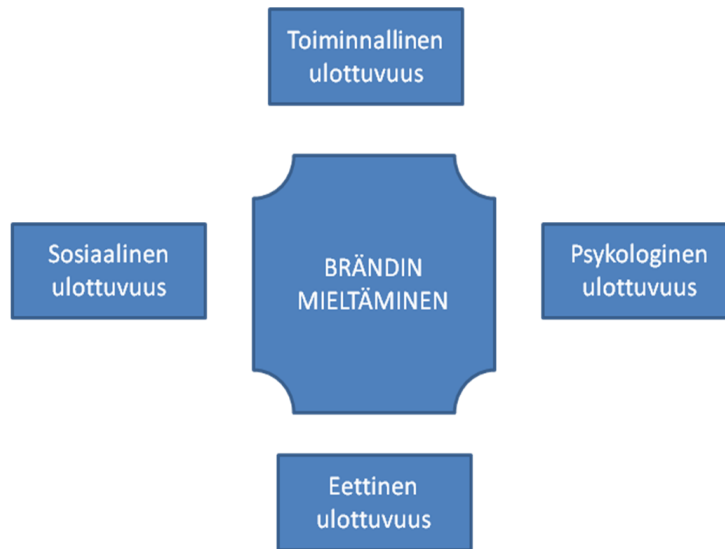 Toiminnallinen
ulottuvuus
Sosiaalinen
ulottuvuus
BRÄNDIN
MIELTÄMINEN
Psykologinen
ulottuvuus
Eettinen
ulottuvuus